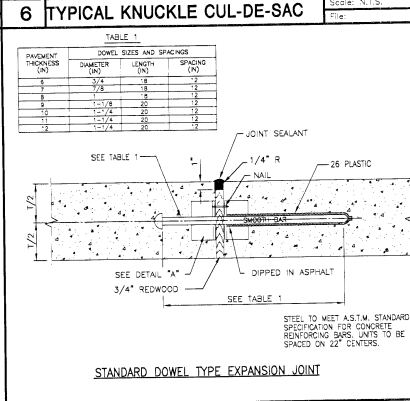 6 TYPICAL KNUCKLE CUL-DE-SAC
Scale: N.T.S.
File:
TABLE 1
PAVEMENT THICKNESS (IN) DOWEL SIZES AND SPACINGS
DIAMETER (IN) LENGTH (IN) SPACING (IN)
6 3/4 18 12
7 7/8 18 12
8 1 18 12
9 1-1/8 20 12
10 1-1/4 20 12
11 1-1/4 20 12
12 1-1/4 20 12
JOINT SEALANT
SEE TABLE 1
1/4" R
26 PLASTIC
NAIL
T/2
SMOOTH BAR
T/2
SEE DETAIL "A"
DIPPED IN ASPHALT
3/4" REDWOOD
SEE TABLE 1
STEEL TO MEET A.S.T.M. STANDARD
SPECIFICATION FOR CONCRETE
REINFORCING BARS. UNITS TO BE
SPACED ON 22" CENTERS.
STANDARD DOWEL TYPE EXPANSION JOINT